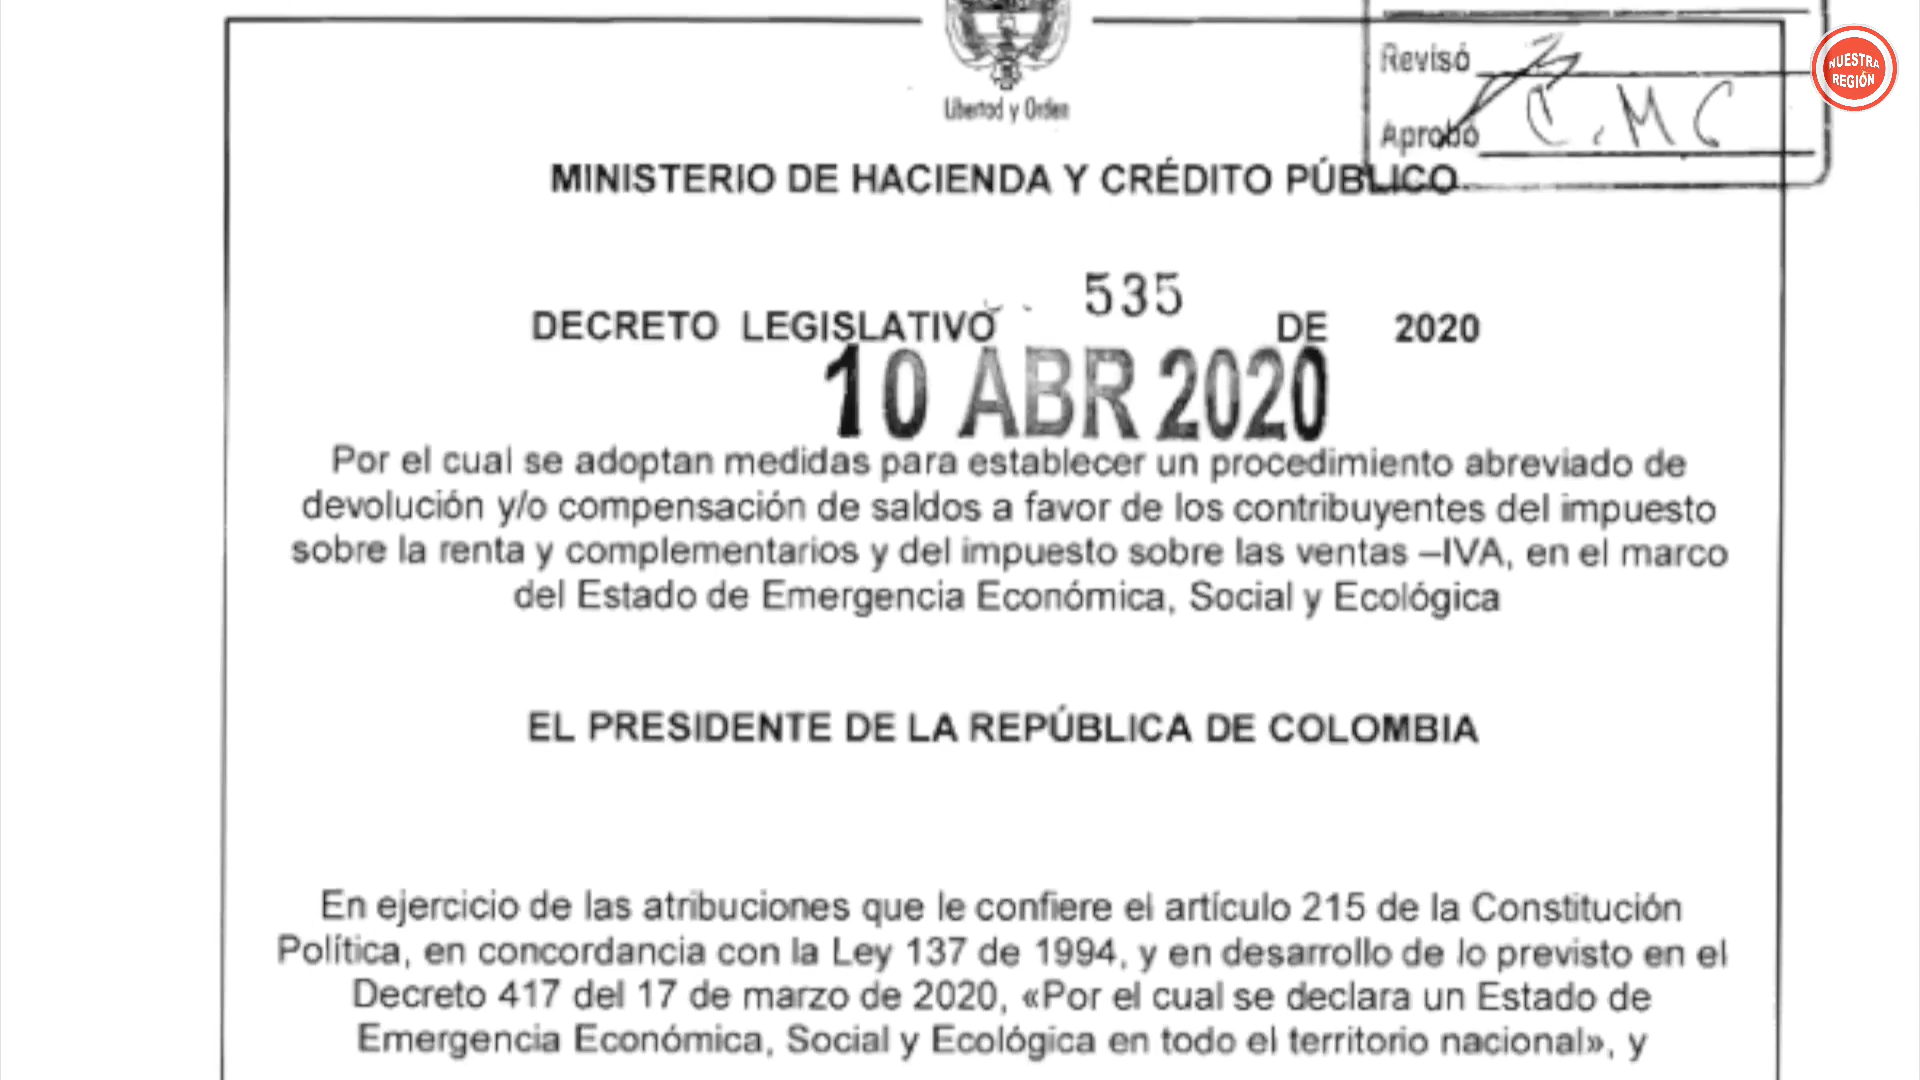 Libertad y Orden
Revisó
Aprobó C.MC
NUESTRA
REGIÓN
MINISTERIO DE HACIENDA Y CRÉDITO PÚBLICO
DECRETO LEGISLATIVO 535 DE 2020
10 ABR 2020
Por el cual se adoptan medidas para establecer un procedimiento abreviado de
devolución y/o compensación de saldos a favor de los contribuyentes del impuesto
sobre la renta y complementarios y del impuesto sobre las ventas –IVA, en el marco
del Estado de Emergencia Económica, Social y Ecológica
EL PRESIDENTE DE LA REPÚBLICA DE COLOMBIA
En ejercicio de las atribuciones que le confiere el artículo 215 de la Constitución
Política, en concordancia con la Ley 137 de 1994, y en desarrollo de lo previsto en el
Decreto 417 del 17 de marzo de 2020, «Por el cual se declara un Estado de
Emergencia Económica, Social y Ecológica en todo el territorio nacional», y